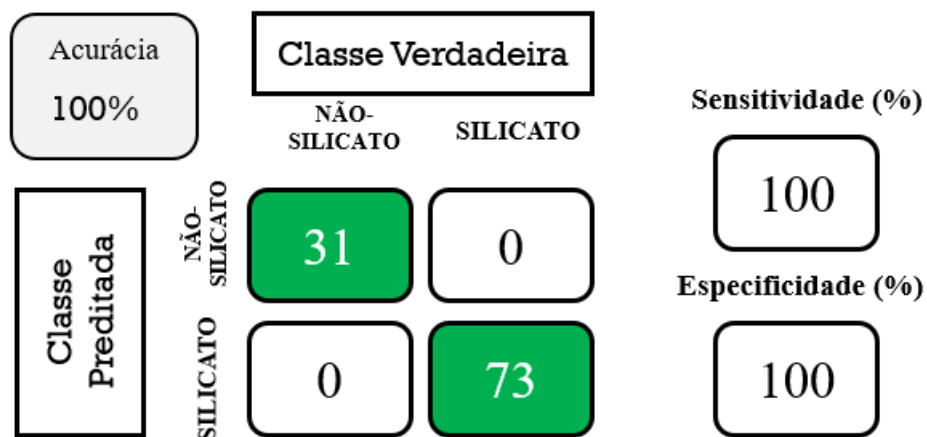 Acurácia
100%
Classe Verdadeira
NÃO-
SILICATO
SILICATO
Sensitividade (%)
100
Classe
Preditada
NÃO-
SILICATO
31
0
Especificidade (%)
SILICATO
0
73
100